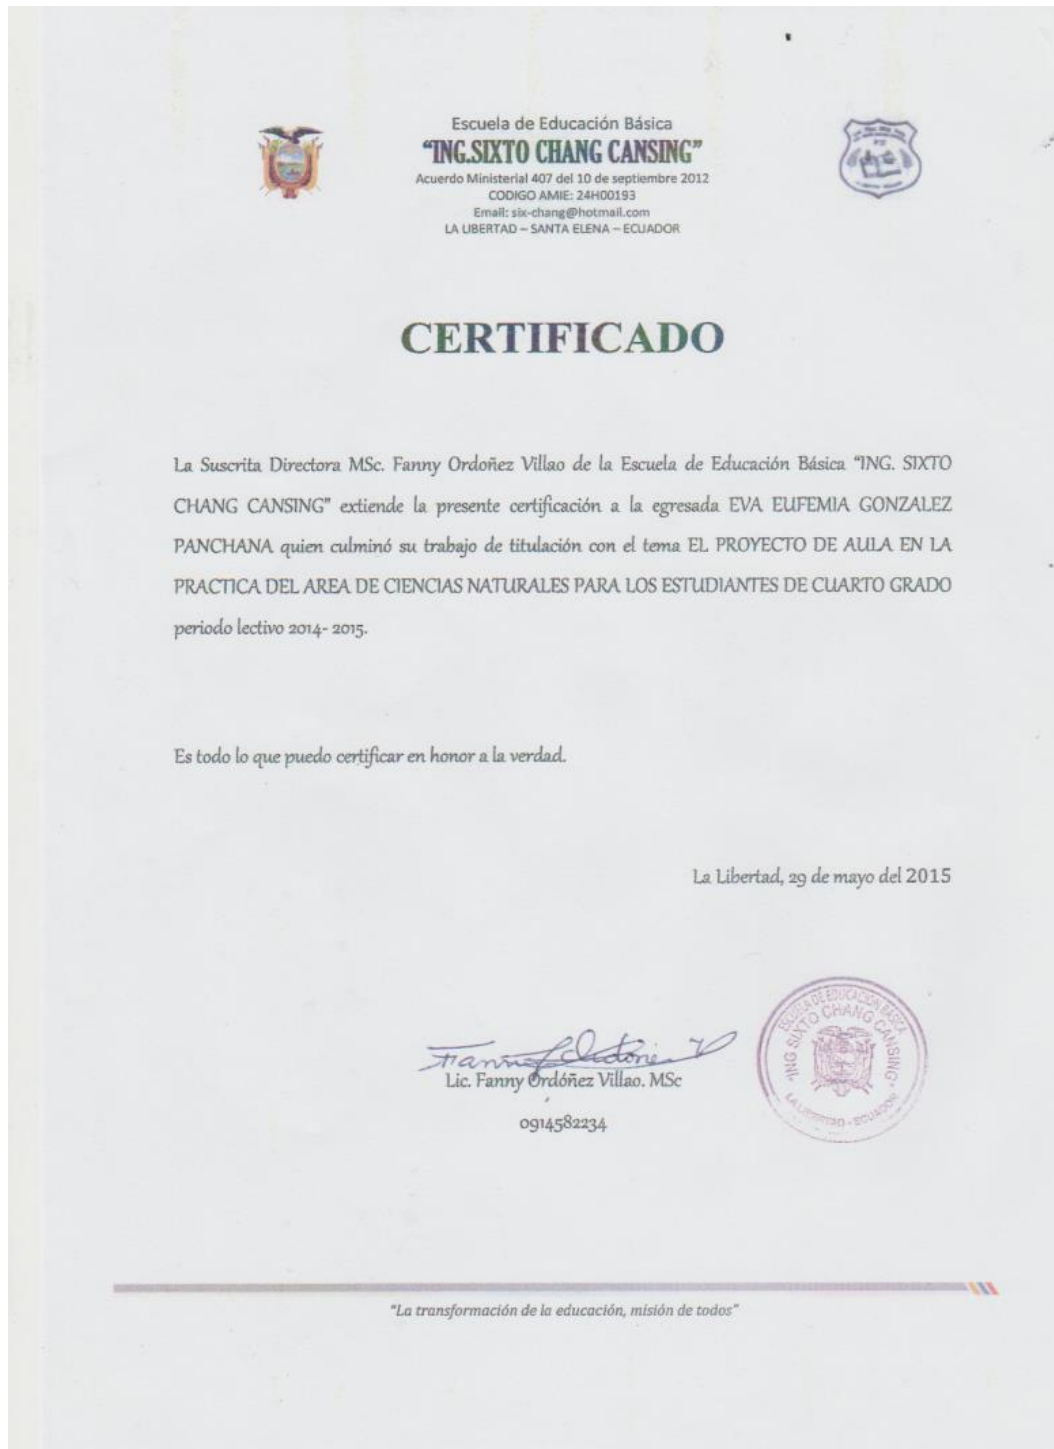 Escuela de Educación Básica
"ING.SIXTO CHANG CANSING"
Acuerdo Ministerial 407 del 10 de septiembre 2012
CODIGO AMIE: 24H00193
Email: six-chang@hotmail.com
LA LIBERTAD – SANTA ELENA – ECUADOR
CERTIFICADO
La Suscrita Directora MSc. Fanny Ordoñez Villao de la Escuela de Educación Básica "ING. SIXTO
CHANG CANSING" extiende la presente certificación a la egresada EVA EUFEMIA GONZALEZ
PANCHANA quien culminó su trabajo de titulación con el tema EL PROYECTO DE AULA EN LA
PRACTICA DEL AREA DE CIENCIAS NATURALES PARA LOS ESTUDIANTES DE CUARTO GRADO
periodo lectivo 2014- 2015.
Es todo lo que puedo certificar en honor a la verdad.
La Libertad, 29 de mayo del 2015
Lic. Fanny Ordóñez Villao. MSc
0914582234
ESCUELA DE EDUCACIÓN BÁSICA
"ING SIXTO CHANG CANSING"
LA LIBERTAD - ECUADOR
"La transformación de la educación, misión de todos"